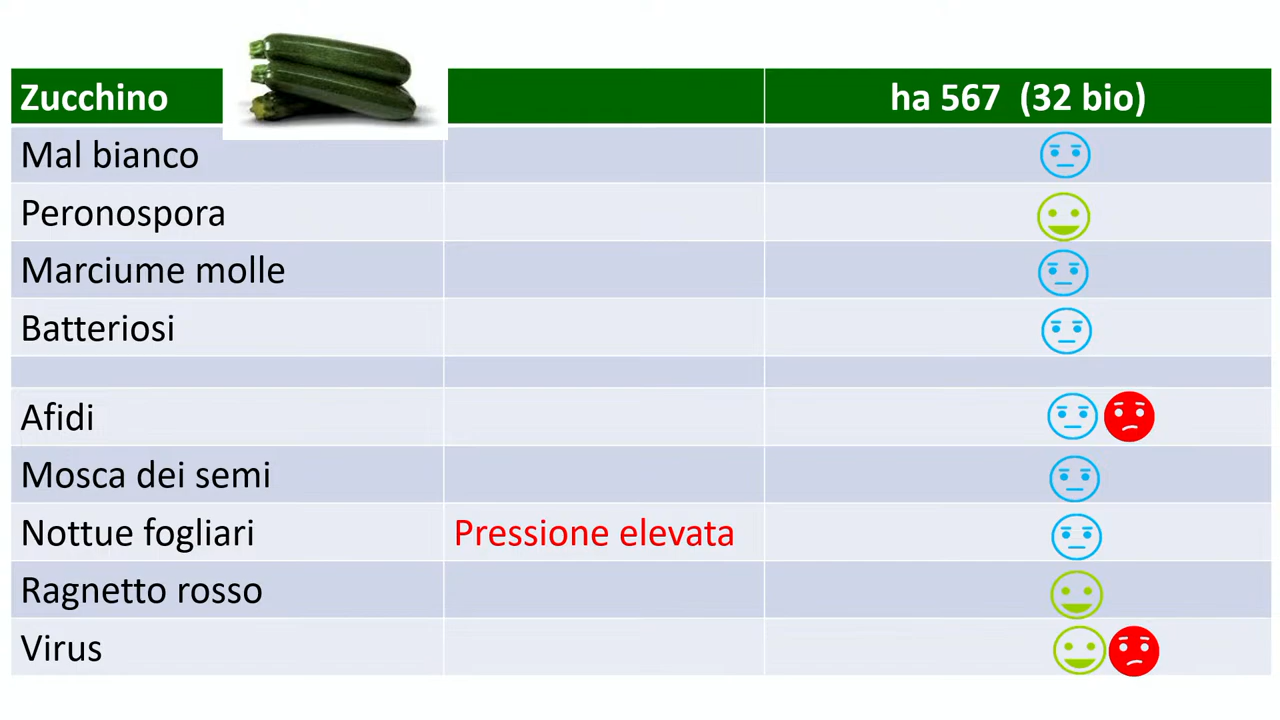 Zucchino ha 567 (32 bio)
Mal bianco
Peronospora
Marciume molle
Batteriosi
Afidi
Mosca dei semi
Nottue fogliari Pressione elevata
Ragnetto rosso
Virus